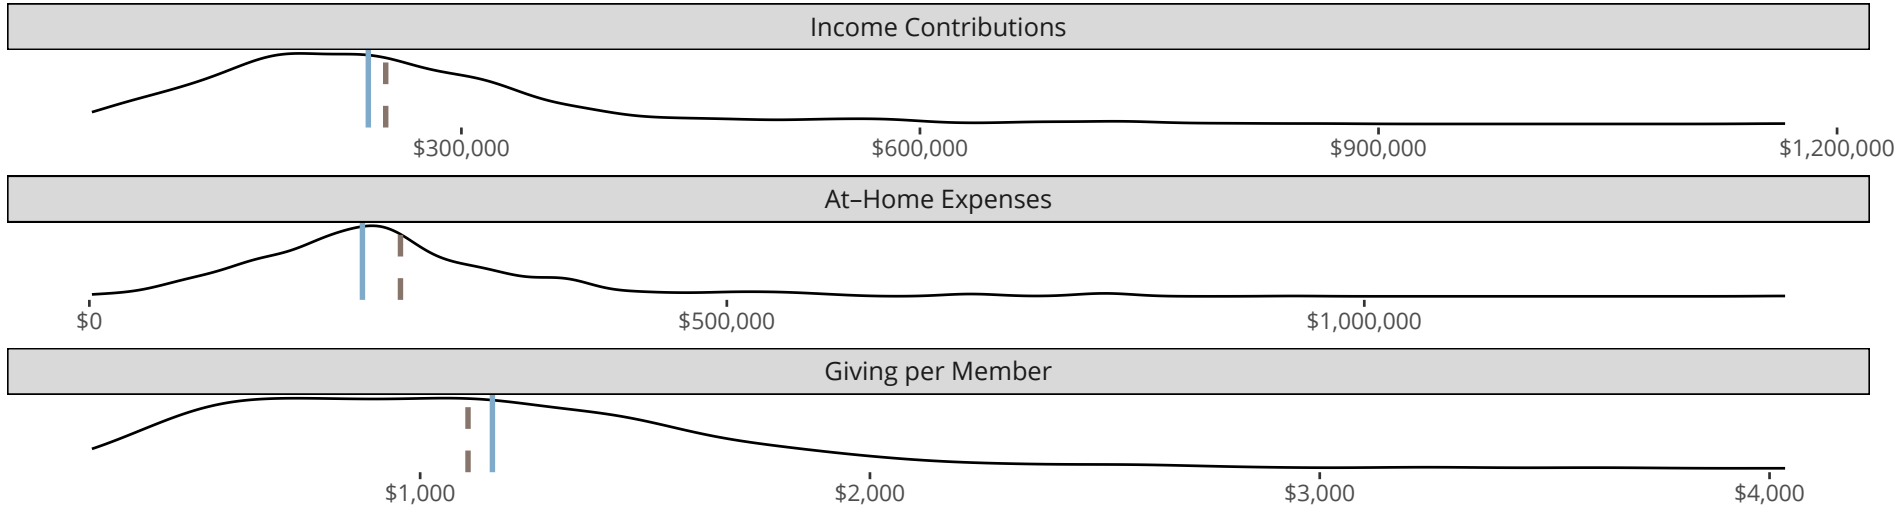 Income Contributions
$300,000 $600,000 $900,000 $1,200,000
At–Home Expenses
$0 $500,000 $1,000,000
Giving per Member
$1,000 $2,000 $3,000 $4,000